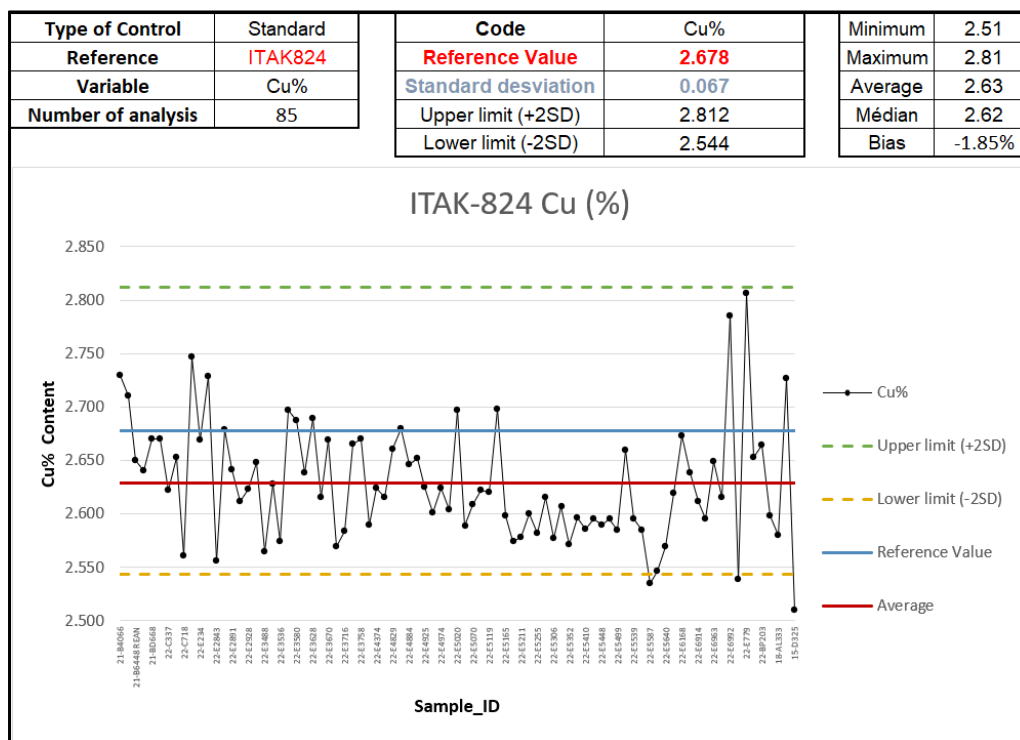 Type of Control Standard
Reference ITAK824
Variable Cu%
Number of analysis 85
Code Cu%
Reference Value 2.678
Standard desviation 0.067
Upper limit (+2SD) 2.812
Lower limit (-2SD) 2.544
Minimum 2.51
Maximum 2.81
Average 2.63
Médian 2.62
Bias -1.85%
ITAK-824 Cu (%)
Cu% Content
2.850
2.800
2.750
2.700
2.650
2.600
2.550
2.500
21-B4066
21-B6448 REAN
21-BD668
22-C337
22-C718
22-E234
22-E2843
22-E2891
22-E2928
22-E3488
22-E3536
22-E3580
22-E3628
22-E3670
22-E3716
22-E3758
22-E4374
22-E4829
22-E4884
22-E4925
22-E4974
22-E5020
22-E5070
22-E5119
22-E5165
22-E5211
22-E5255
22-E5306
22-E5352
22-E5410
22-E5448
22-E5499
22-E5539
22-E5587
22-E5640
22-E6168
22-E6914
22-E6963
22-E6992
22-E779
22-BP203
18-AL333
15-D3325
Sample_ID
Cu%
Upper limit (+2SD)
Lower limit (-2SD)
Reference Value
Average